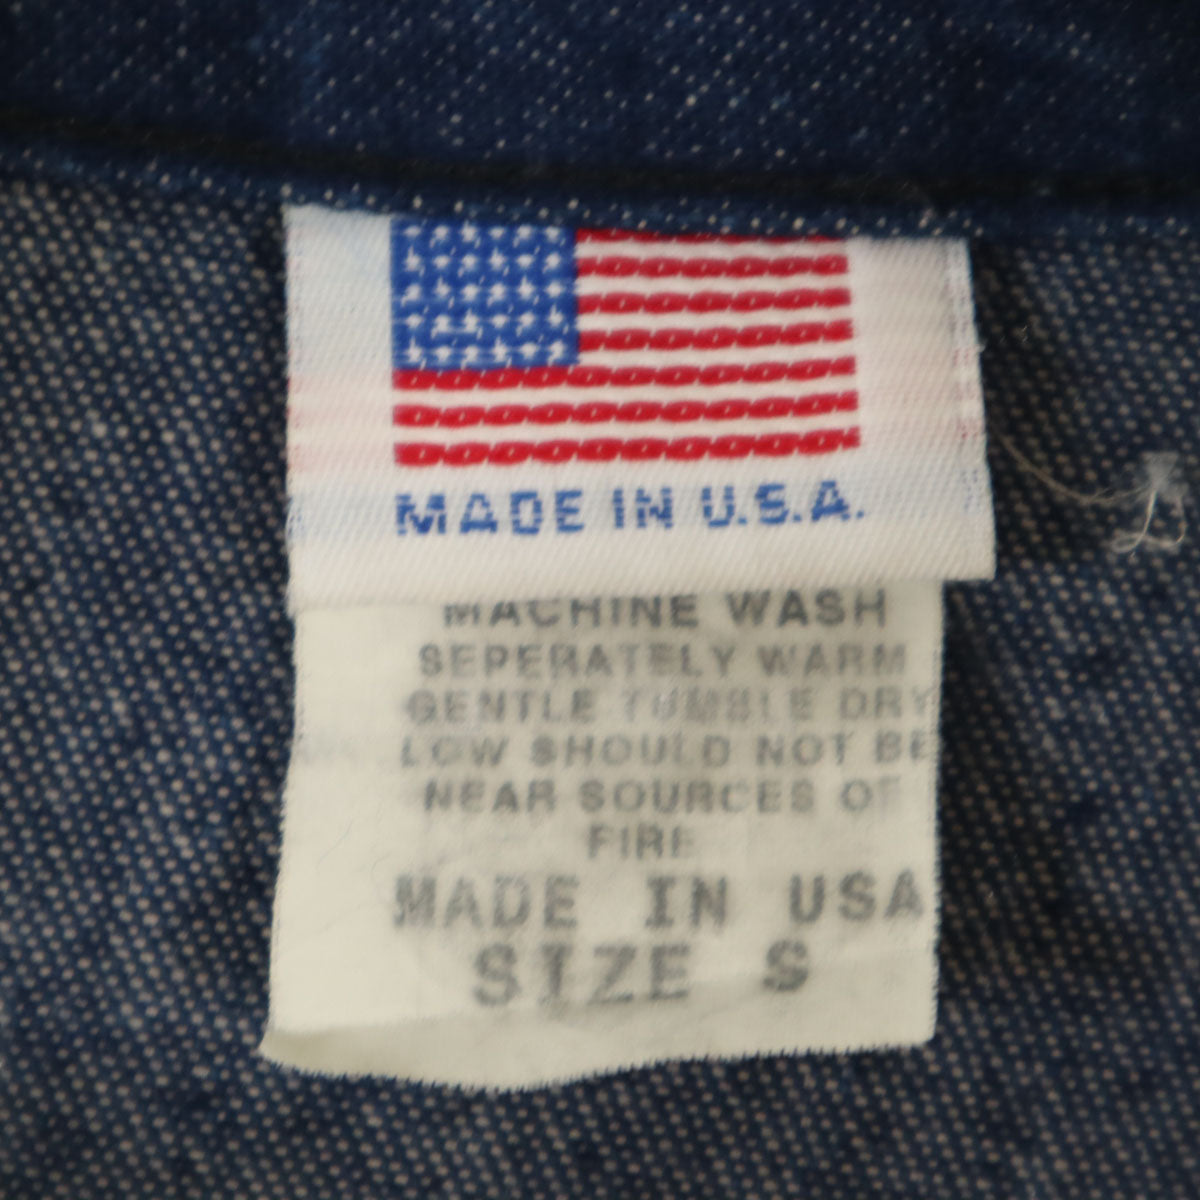 MADE IN U.S.A.
MACHINE WASH
SEPERATELY WARM
GENTLE TUMBLE DRY
LOW SHOULD NOT BE
NEAR SOURCES OF
FIRE
MADE IN USA
SIZE S